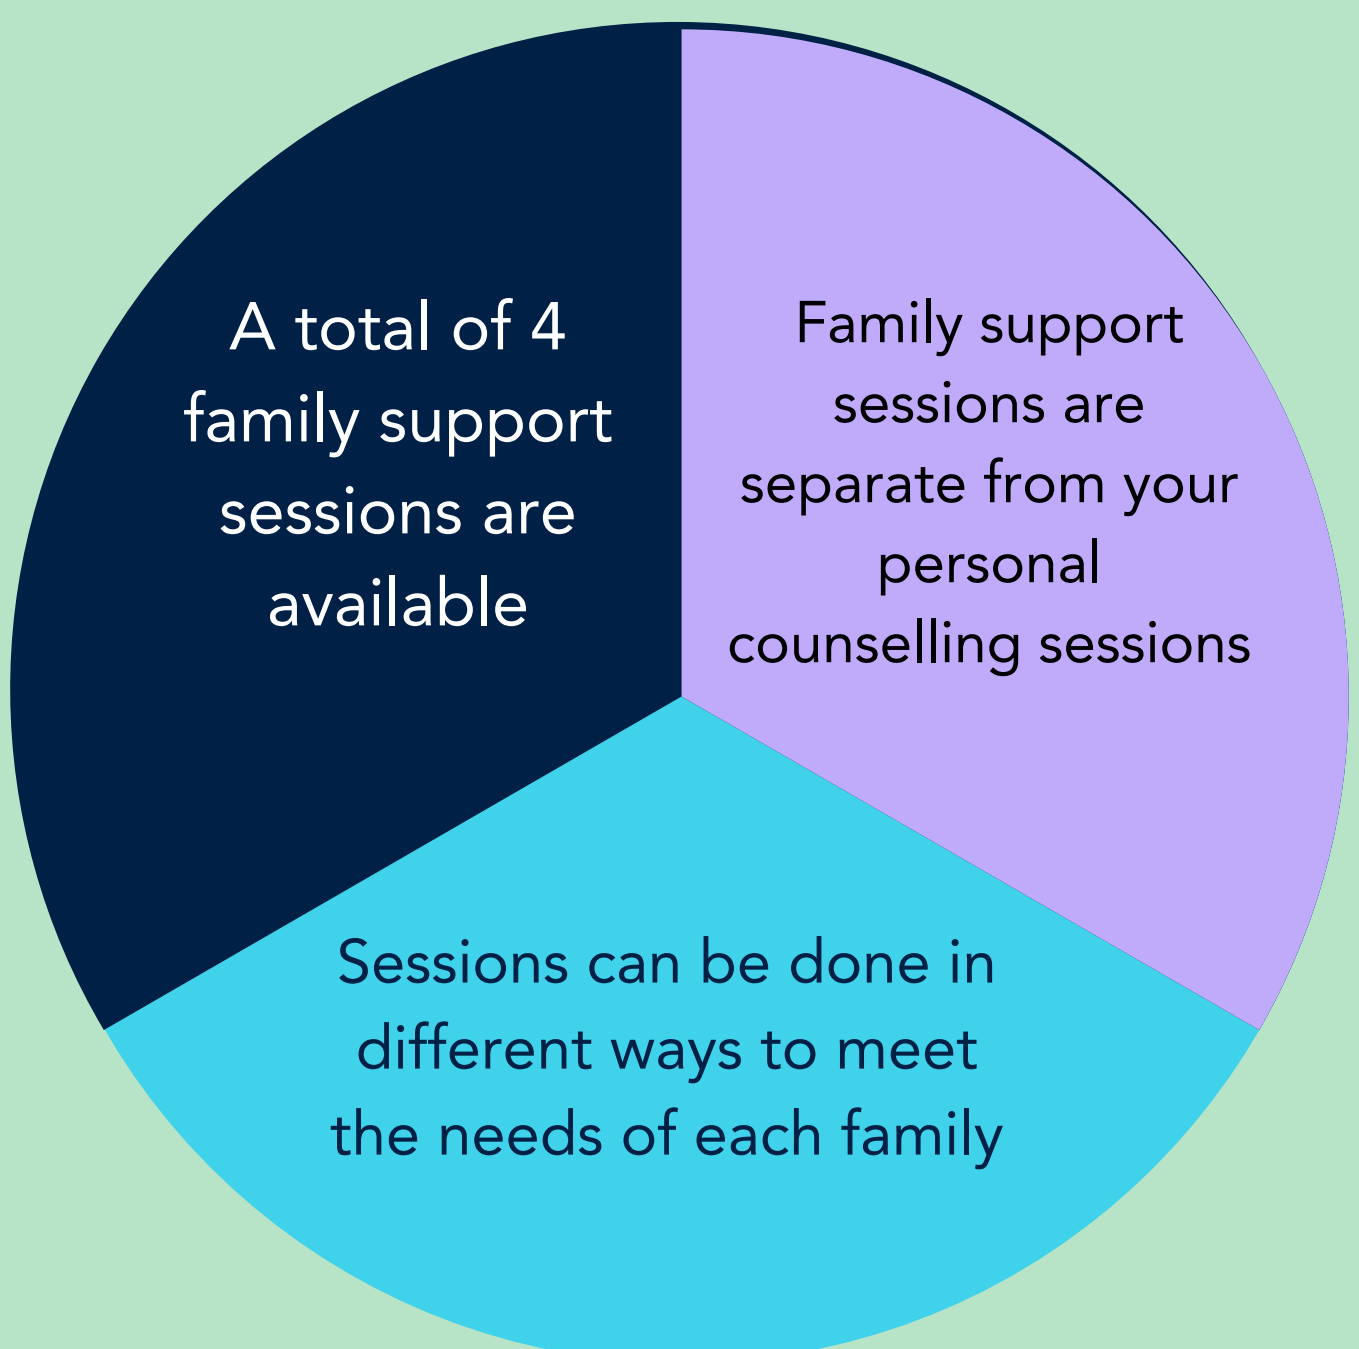 A total of 4
family support
sessions are
available
Family support
sessions are
separate from your
personal
counselling sessions
Sessions can be done in
different ways to meet
the needs of each family